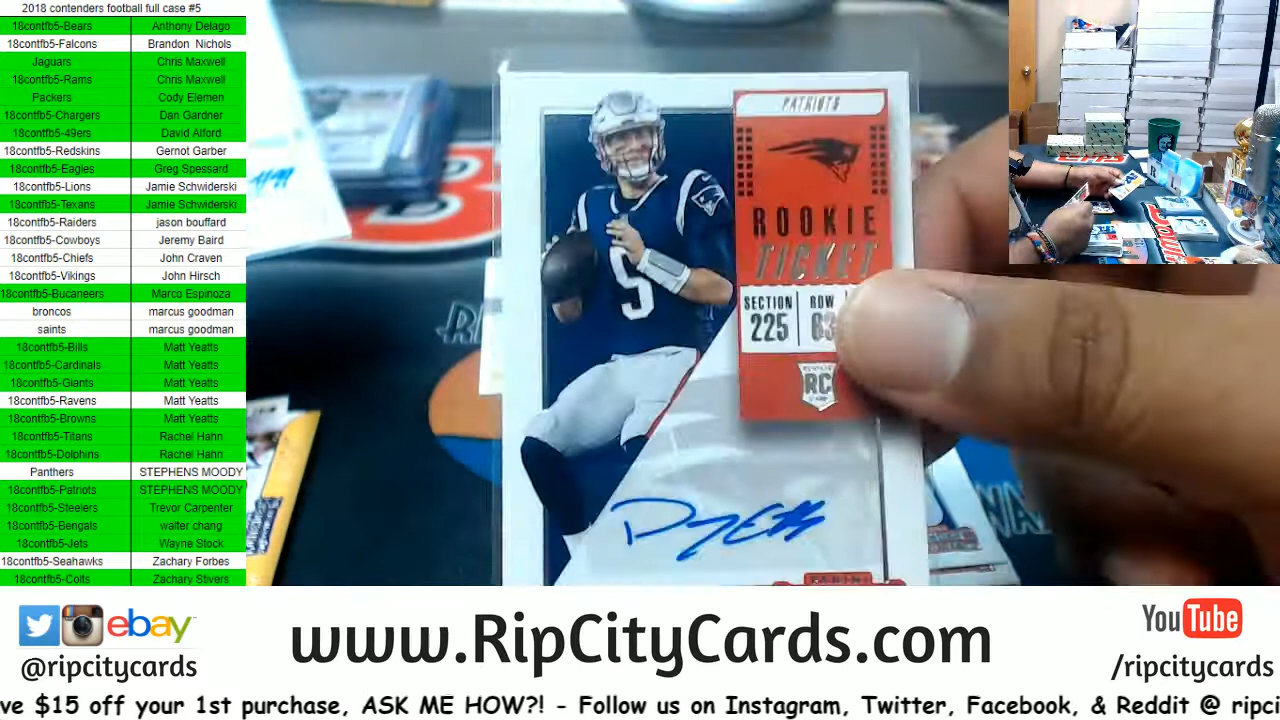 2018 contenders football full case #5
18contfb5-Bears Anthony Delago
18contfb5-Falcons Brandon Nichols
Jaguars Chris Maxwell
18contfb5-Rams Chris Maxwell
Packers Cody Elemen
18contfb5-Chargers Dan Gardner
18contfb5-49ers David Alford
18contfb5-Redskins Gernot Garber
18contfb5-Eagles Greg Spessard
18contfb5-Lions Jamie Schwiderski
18contfb5-Texans Jamie Schwiderski
18contfb5-Raiders jason bouffard
18contfb5-Cowboys Jeremy Baird
18contfb5-Chiefs John Craven
18contfb5-Vikings John Hirsch
18contfb5-Bucaneers Marco Espinoza
broncos marcus goodman
saints marcus goodman
18contfb5-Bills Matt Yeatts
18contfb5-Cardinals Matt Yeatts
18contfb5-Giants Matt Yeatts
18contfb5-Ravens Matt Yeatts
18contfb5-Browns Matt Yeatts
18contfb5-Titans Rachel Hahn
18contfb5-Dolphins Rachel Hahn
Panthers STEPHENS MOODY
18contfb5-Patriots STEPHENS MOODY
18contfb5-Steelers Trevor Carpenter
18contfb5-Bengals walter chang
18contfb5-Jets Wayne Stock
18contfb5-Seahawks Zachary Forbes
18contfb5-Colts Zachary Stivers
PATRIOTS
ROOKIE
TICKET
SECTION ROW
225 63
RC
5
PANINI
ebay
@ripcitycards
www.RipCityCards.com
YouTube
/ripcitycards
ve $15 off your 1st purchase, ASK ME HOW?! - Follow us on Instagram, Twitter, Facebook, & Reddit @ ripci